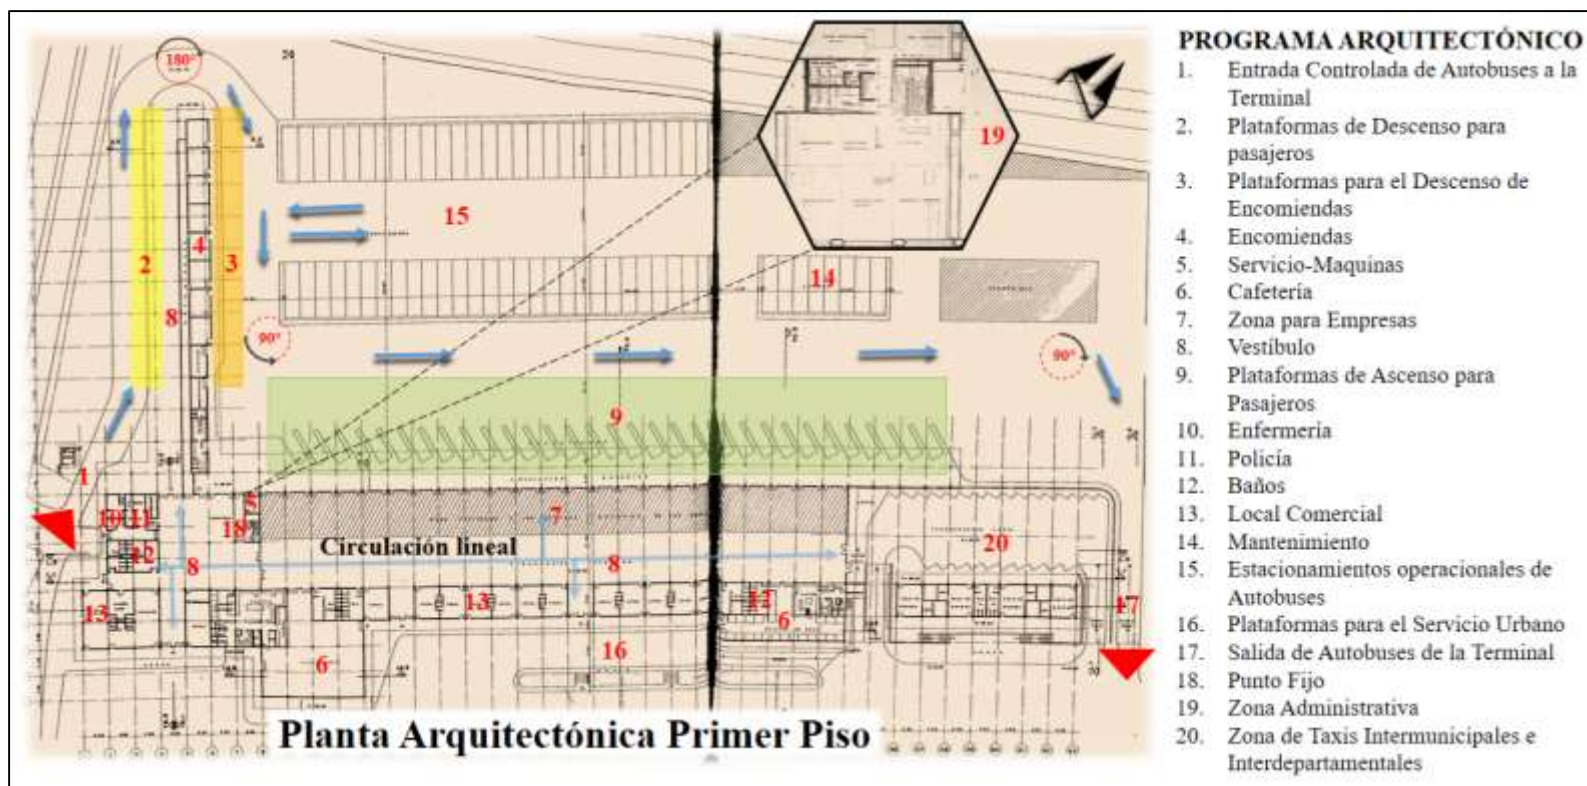 180°
19
15
2
4
3
14
8
90°
90°
9
1
10
11
18
5
7
20
12
Circulación lineal
8
8
13
13
12
6
17
6
16
Planta Arquitectónica Primer Piso
PROGRAMA ARQUITECTÓNICO
1. Entrada Controlada de Autobuses a la
Terminal
2. Plataformas de Descenso para
pasajeros
3. Plataformas para el Descenso de
Encomiendas
4. Encomiendas
5. Servicio-Maquinas
6. Cafetería
7. Zona para Empresas
8. Vestíbulo
9. Plataformas de Ascenso para
Pasajeros
10. Enfermería
11. Policía
12. Baños
13. Local Comercial
14. Mantenimiento
15. Estacionamientos operacionales de
Autobuses
16. Plataformas para el Servicio Urbano
17. Salida de Autobuses de la Terminal
18. Punto Fijo
19. Zona Administrativa
20. Zona de Taxis Intermunicipales e
Interdepartamentales